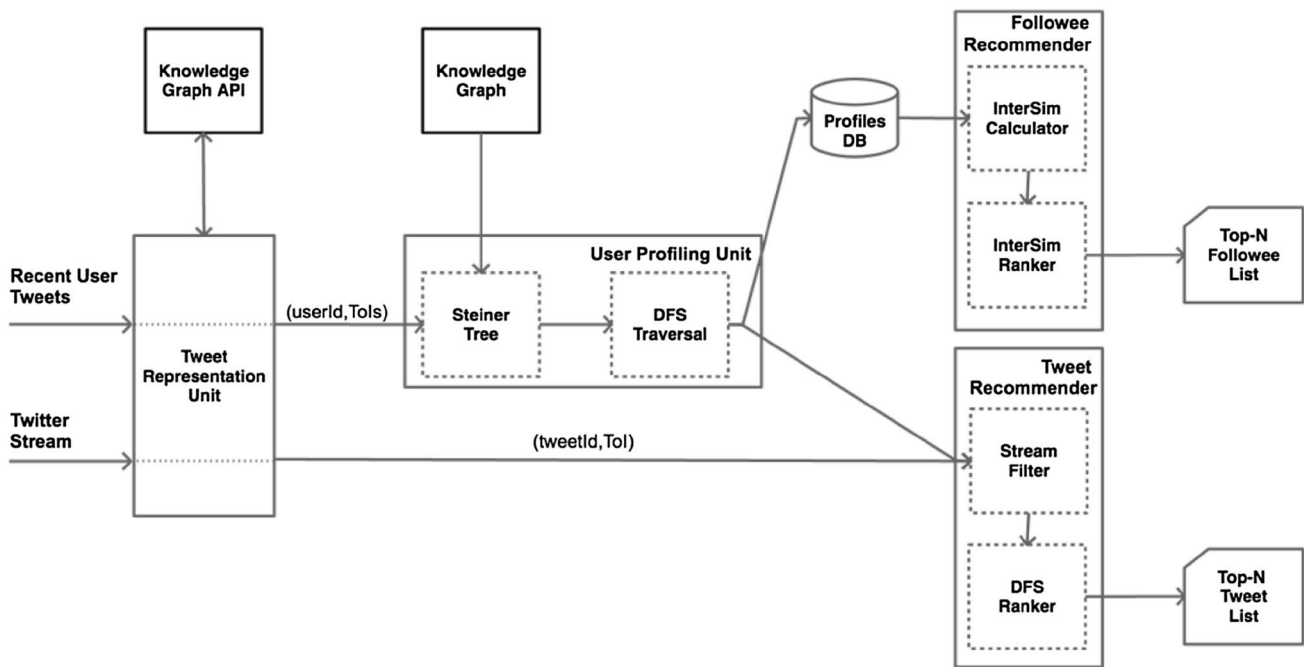 Knowledge
Graph API
Knowledge
Graph
Followee
Recommender
InterSim
Calculator
Profiles
DB
InterSim
Ranker
Top-N
Followee
List
User Profiling Unit
Recent User
Tweets
(userId,ToIs)
Steiner
Tree
DFS
Traversal
Tweet
Representation
Unit
Tweet
Recommender
Twitter
Stream
(tweetId,ToI)
Stream
Filter
DFS
Ranker
Top-N
Tweet
List